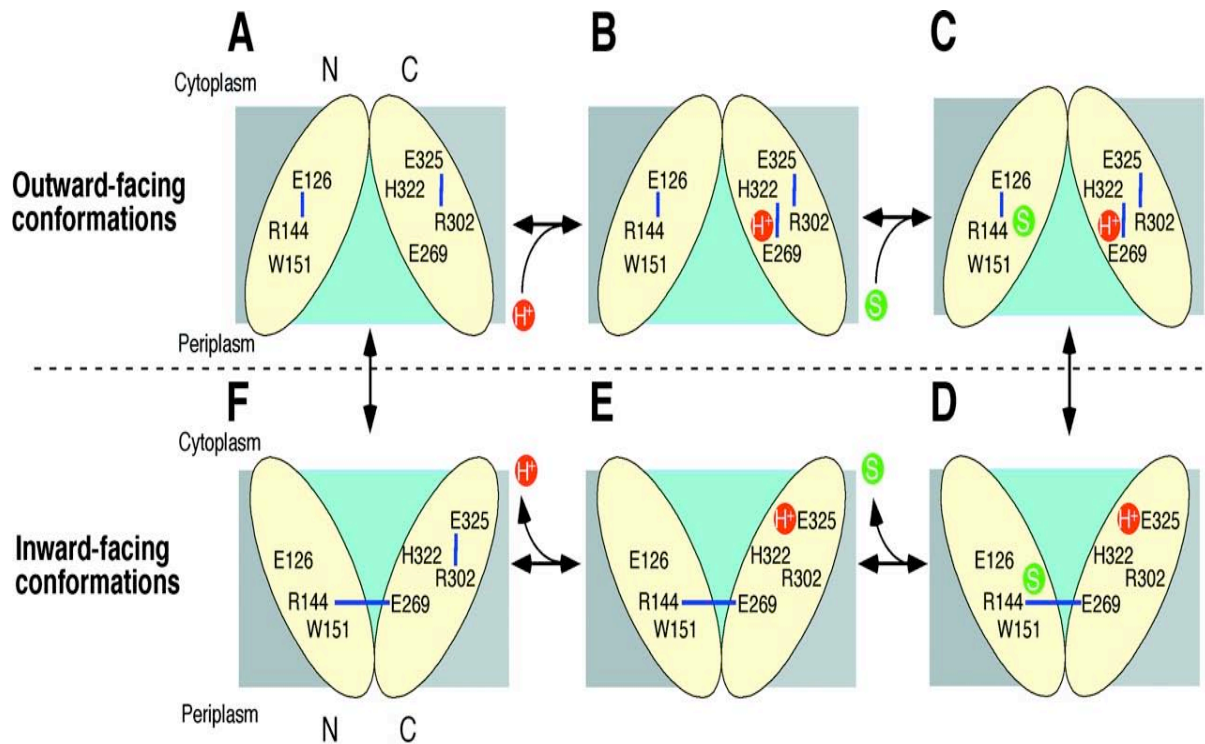 A
B
C
N C
Cytoplasm
Outward-facing
conformations
E126
R144
W151
E325
H322
R302
E269
H+
E126
R144
W151
E325
H322
H+
R302
E269
S
E126
R144
S
W151
E325
H322
H+
R302
E269
Periplasm
F
E
D
Cytoplasm
Inward-facing
conformations
E126
R144
W151
E325
H322
R302
E269
H+
E126
R144
W151
H+
E325
H322
R302
E269
S
E126
S
R144
W151
H+
E325
H322
R302
E269
Periplasm
N C